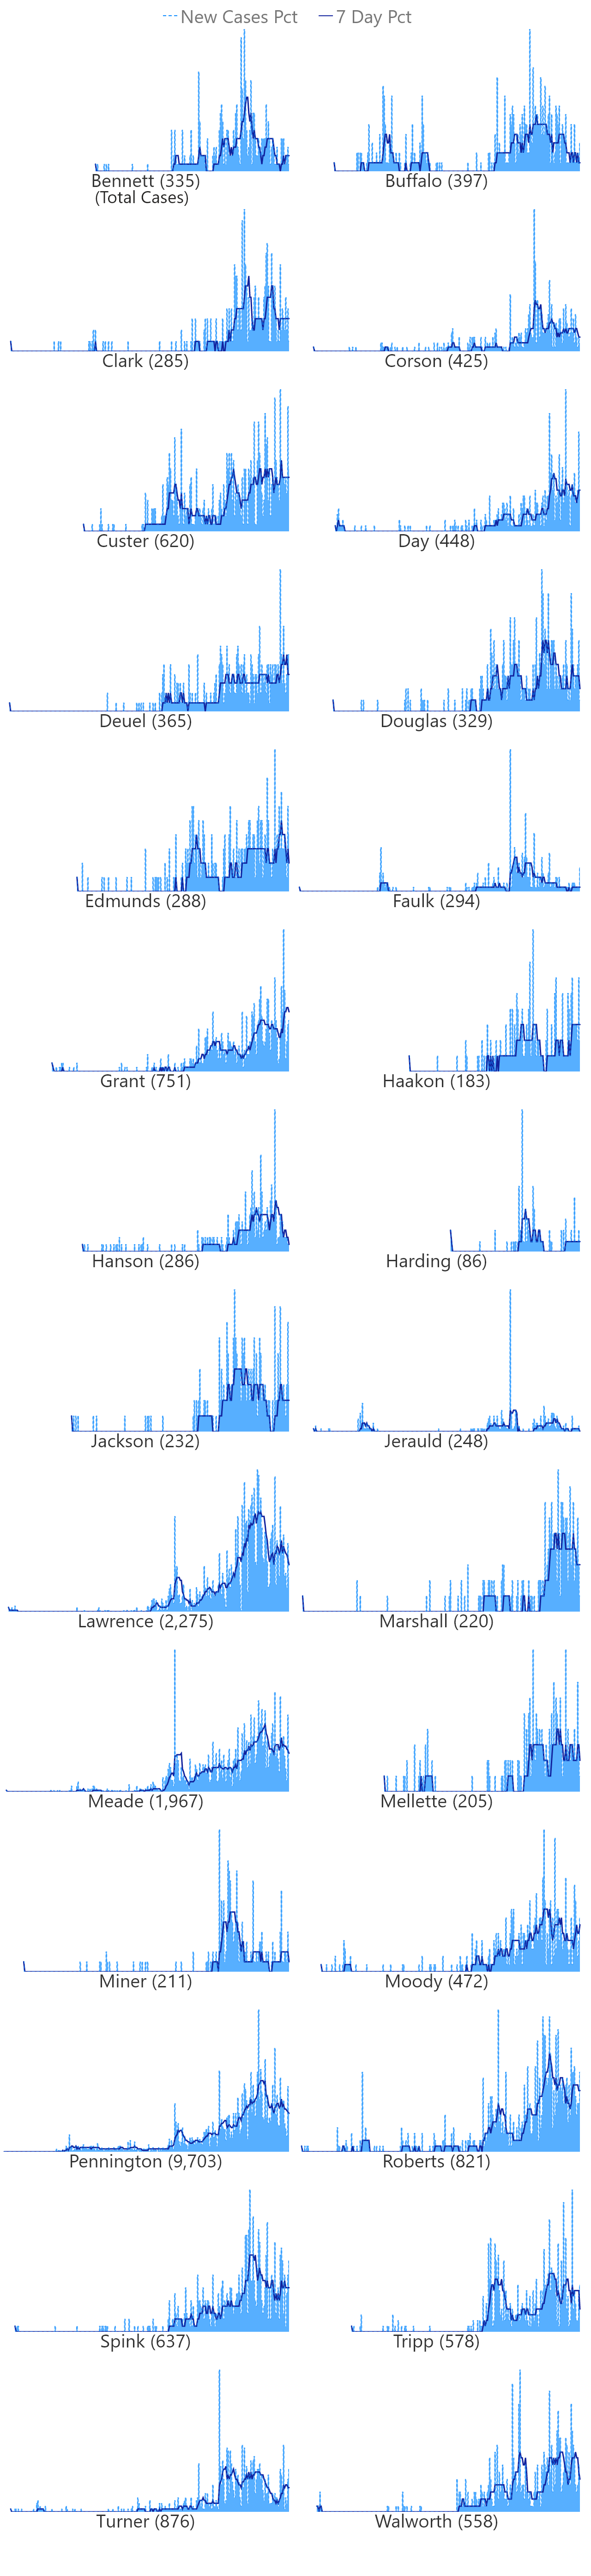 New Cases Pct 7 Day Pct
Bennett (335) Buffalo (397)
(Total Cases)
Clark (285) Corson (425)
Custer (620) Day (448)
Deuel (365) Douglas (329)
Edmunds (288) Faulk (294)
Grant (751) Haakon (183)
Hanson (286) Harding (86)
Jackson (232) Jerauld (248)
Lawrence (2,275) Marshall (220)
Meade (1,967) Mellette (205)
Miner (211) Moody (472)
Pennington (9,703) Roberts (821)
Spink (637) Tripp (578)
Turner (876) Walworth (558)